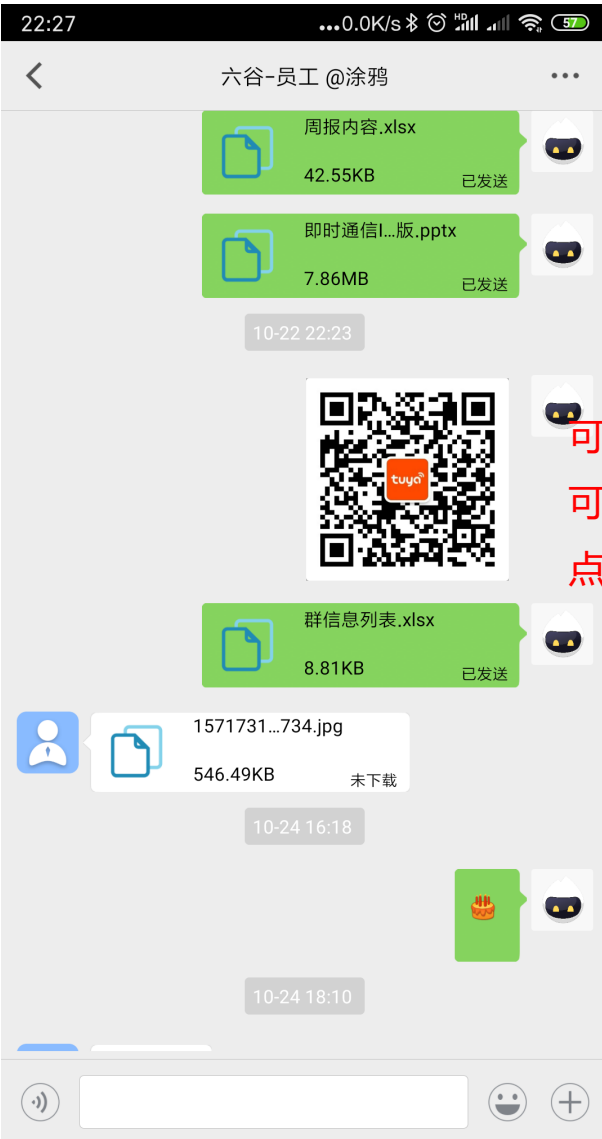 22:27
...0.0K/s
HD
57
六谷-员工 @涂鸦
周报内容.xlsx
42.55KB
已发送
即时通信I...版.pptx
7.86MB
已发送
10-22 22:23
tuya
可
可
点
群信息列表.xlsx
8.81KB
已发送
1571731...734.jpg
546.49KB
未下载
10-24 16:18
10-24 18:10